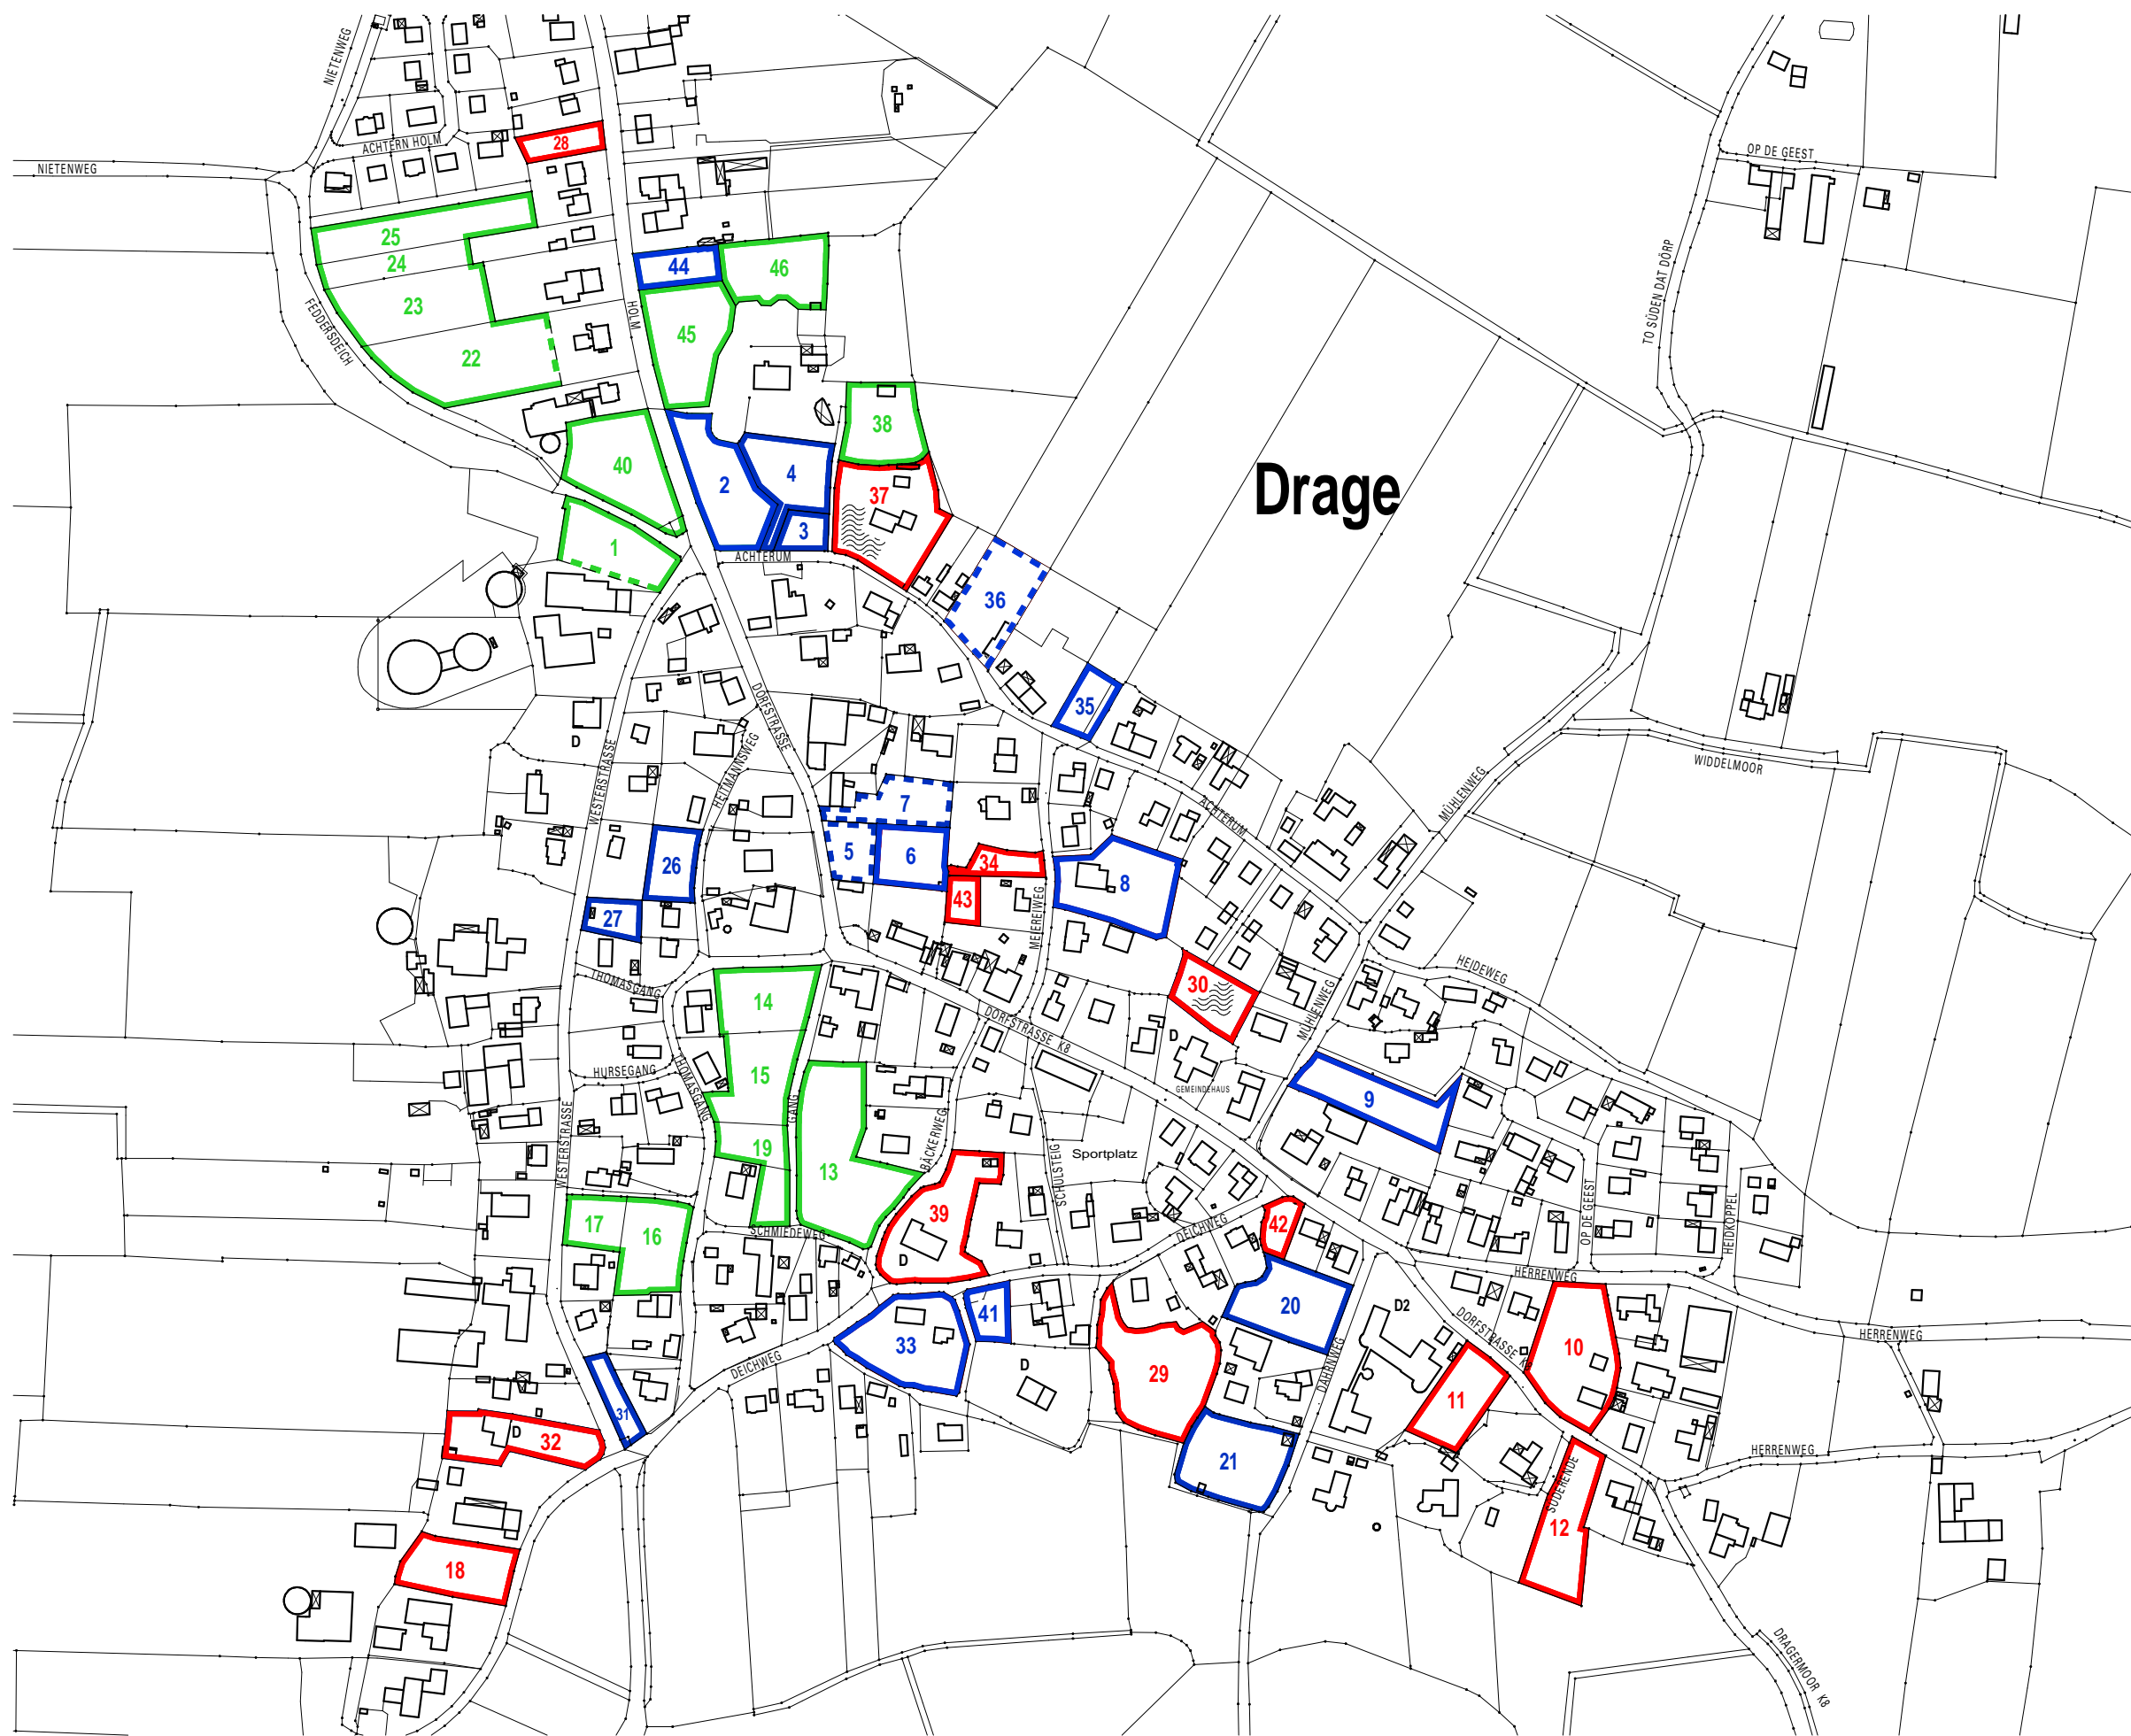 NIETENWEG
ACHTERN HOLM
28
NIETENWEG
OP DE GEEST
25
24
44
46
23
HOLM
FEDDERSDEICH
TO SÜDEN DAT DÖRP
45
22
38
40
2
4
37
Drage
3
1
ACHTERUM
36
35
DORFSTRASSE
D
WESTERSTRASSE
HEITMANNSWEG
7
ACHTERUM
MÜHLENWEG
WIDDELMOOR
5
6
34
26
8
43
27
MEIEREIWEG
HEIDEWEG
THOMASGANG
14
30
DORFSTRASSE K8
D
MÜHLENWEG
HURSEGANG
THOMASGANG
15
GANG
GEMEINDEHAUS
9
WESTERSTRASSE
19
13
BÄCKERWEG
SCHULSTEIG
Sportplatz
17
16
SCHMIEDEWEG
39
D
DEICHWEG
42
OP DE GEEST
HEIDKOPPEL
HERRENWEG
20
D2
41
33
DORFSTRASSE K8
10
HERRENWEG
DEICHWEG
D
29
DAHRNWEG
11
31
32
D
21
HERRENWEG
SÜDERENDE
12
18
DRAGERMOOR K8